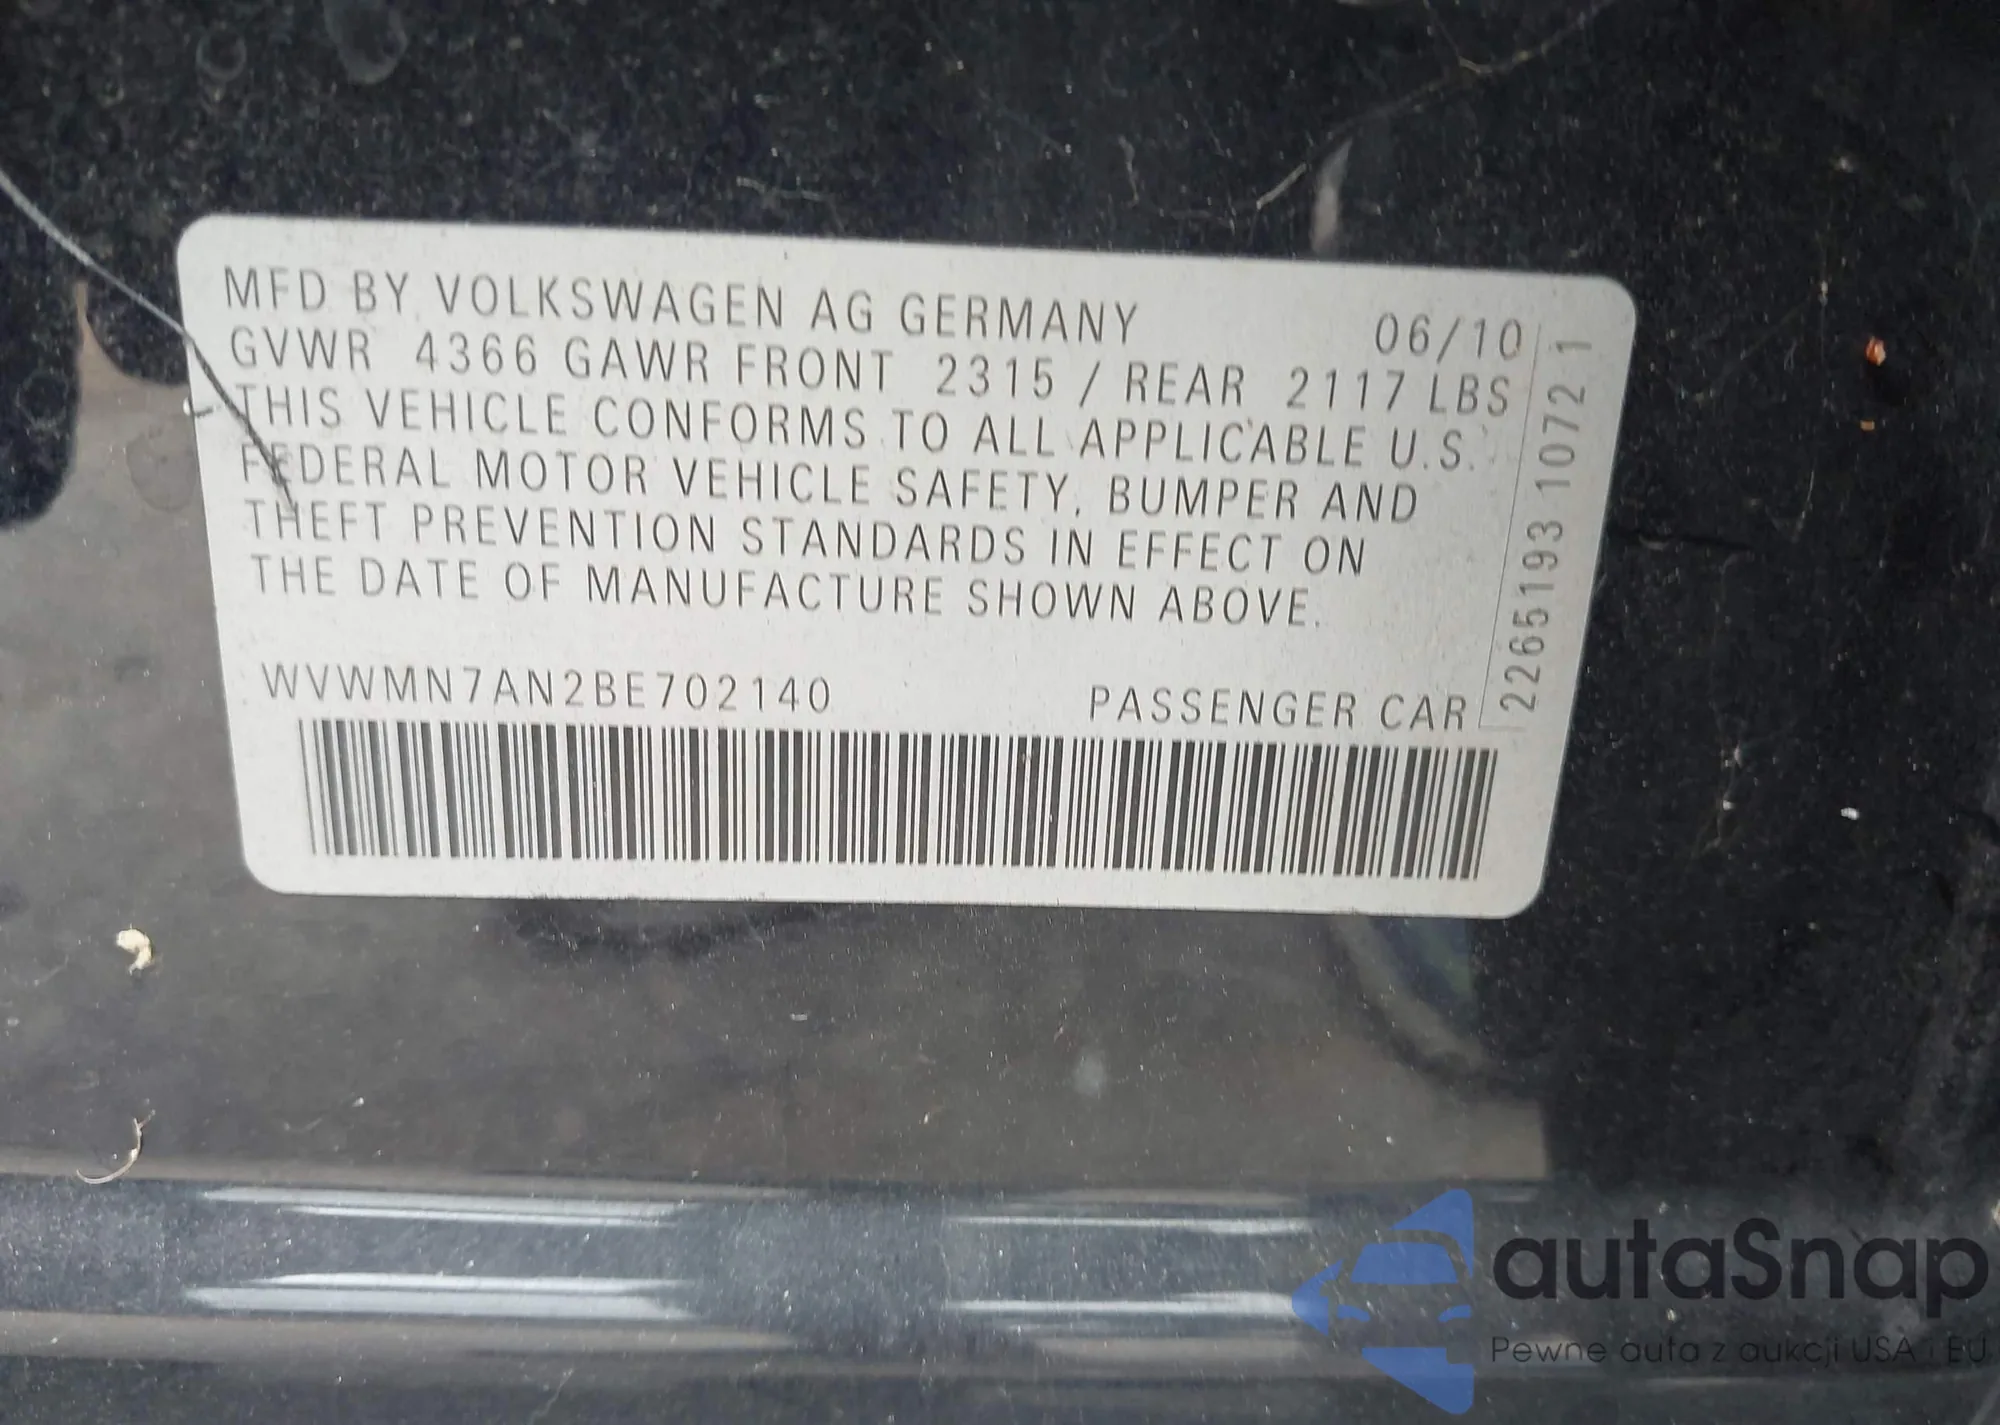 MFD BY VOLKSWAGEN AG GERMANY 06/10
GVWR 4366 GAWR FRONT 2315 / REAR 2117 LBS
THIS VEHICLE CONFORMS TO ALL APPLICABLE U.S.
FEDERAL MOTOR VEHICLE SAFETY, BUMPER AND
THEFT PREVENTION STANDARDS IN EFFECT ON
THE DATE OF MANUFACTURE SHOWN ABOVE.
WVWMN7AN2BE702140 PASSENGER CAR
2265193 1072 1
autaSnap
Pewne auta z aukcji USA i EU